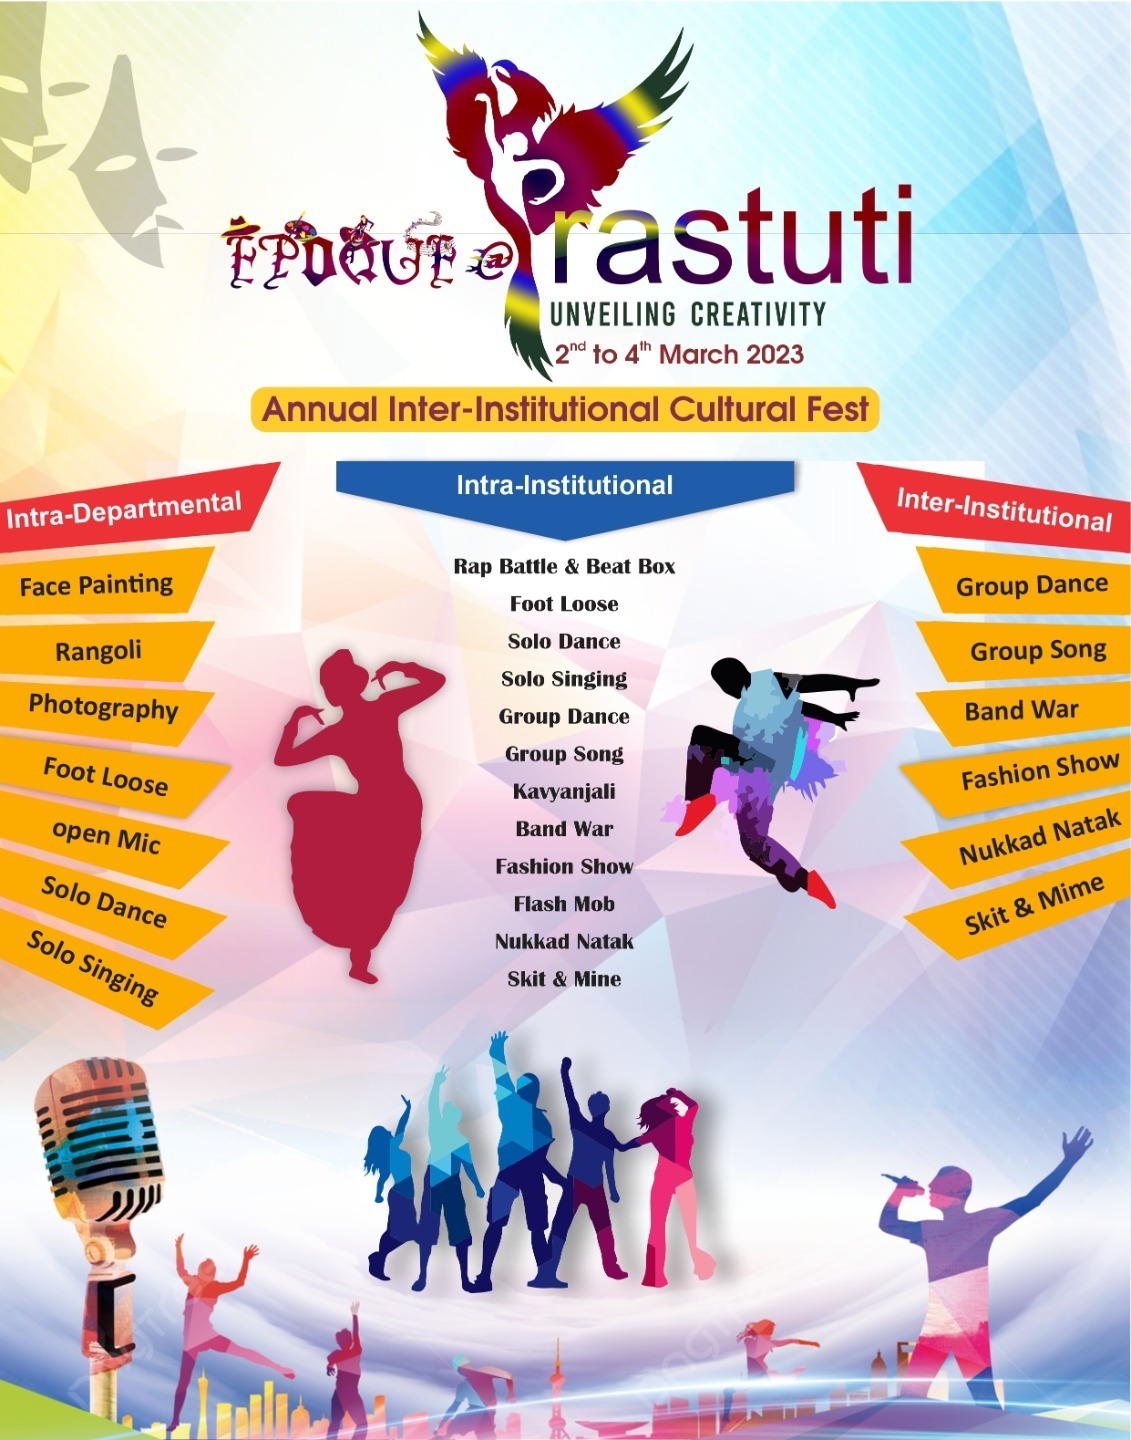 EPOQUE @ Prastuti
UNVEILING CREATIVITY
2nd to 4th March 2023
Annual Inter-Institutional Cultural Fest
Intra-Departmental
Face Painting
Rangoli
Photography
Foot Loose
open Mic
Solo Dance
Solo Singing
Intra-Institutional
Rap Battle & Beat Box
Foot Loose
Solo Dance
Solo Singing
Group Dance
Group Song
Kavyanjali
Band War
Fashion Show
Flash Mob
Nukkad Natak
Skit & Mine
Inter-Institutional
Group Dance
Group Song
Band War
Fashion Show
Nukkad Natak
Skit & Mime